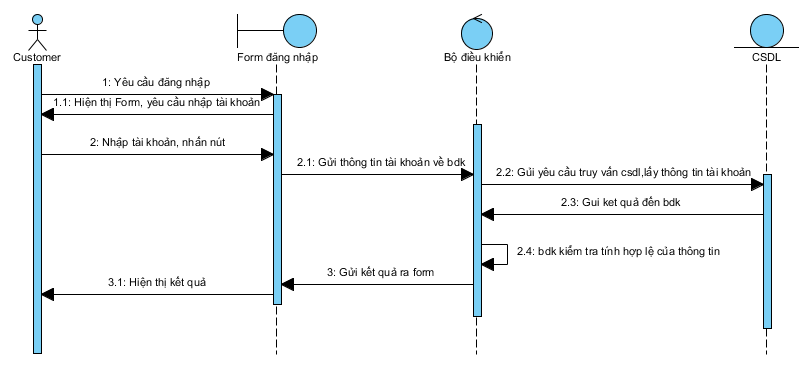 Customer
Form đăng nhập
Bộ điều khiển
CSDL
1: Yêu cầu đăng nhập
1.1: Hiện thị Form, yêu cầu nhập tài khoản
2: Nhập tài khoản, nhấn nút
2.1: Gửi thông tin tài khoản về bdk
2.2: Gủi yêu cầu truy vấn csdl,lấy thông tin tài khoản
2.3: Gui ket quả đến bdk
2.4: bdk kiểm tra tính hợp lệ của thông tin
3: Gửi kết quả ra form
3.1: Hiện thị kết quả